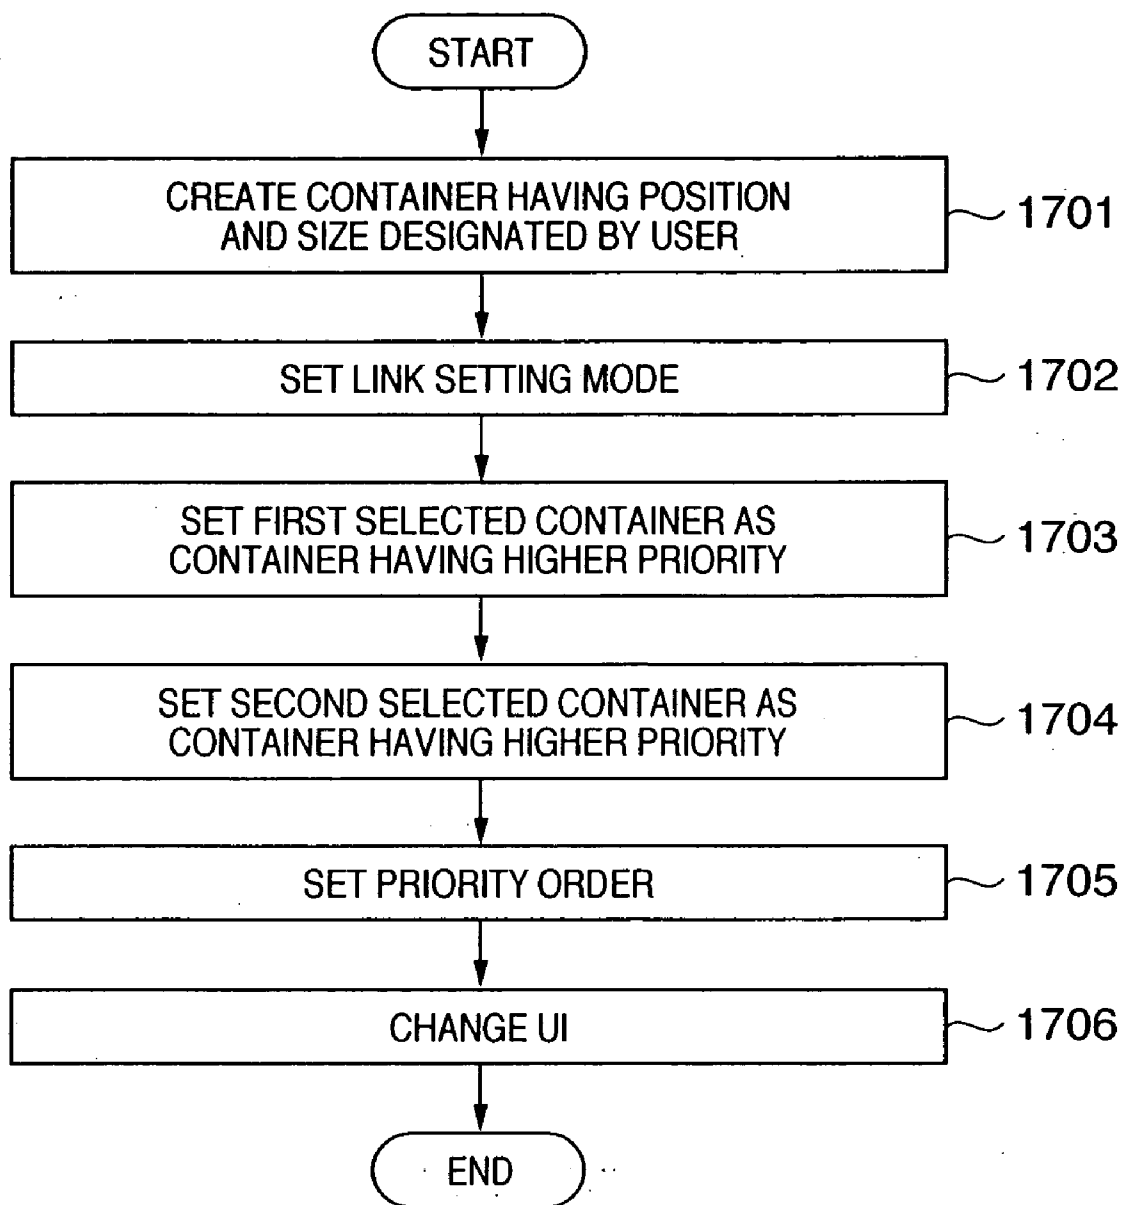 START
CREATE CONTAINER HAVING POSITION
AND SIZE DESIGNATED BY USER
1701
SET LINK SETTING MODE
1702
SET FIRST SELECTED CONTAINER AS
CONTAINER HAVING HIGHER PRIORITY
1703
SET SECOND SELECTED CONTAINER AS
CONTAINER HAVING HIGHER PRIORITY
1704
SET PRIORITY ORDER
1705
CHANGE UI
1706
END